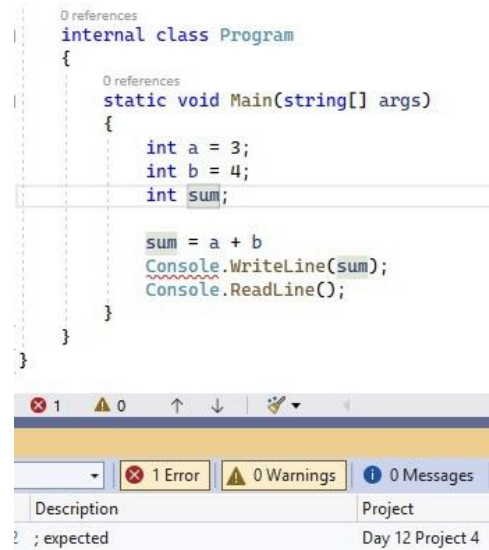 0 references
internal class Program
{
0 references
static void Main(string[] args)
{
int a = 3;
int b = 4;
int sum;
sum = a + b
Console.WriteLine(sum);
Console.ReadLine();
}
}
}
1 0
1 Error 0 Warnings 0 Messages
Description Project
; expected Day 12 Project 4